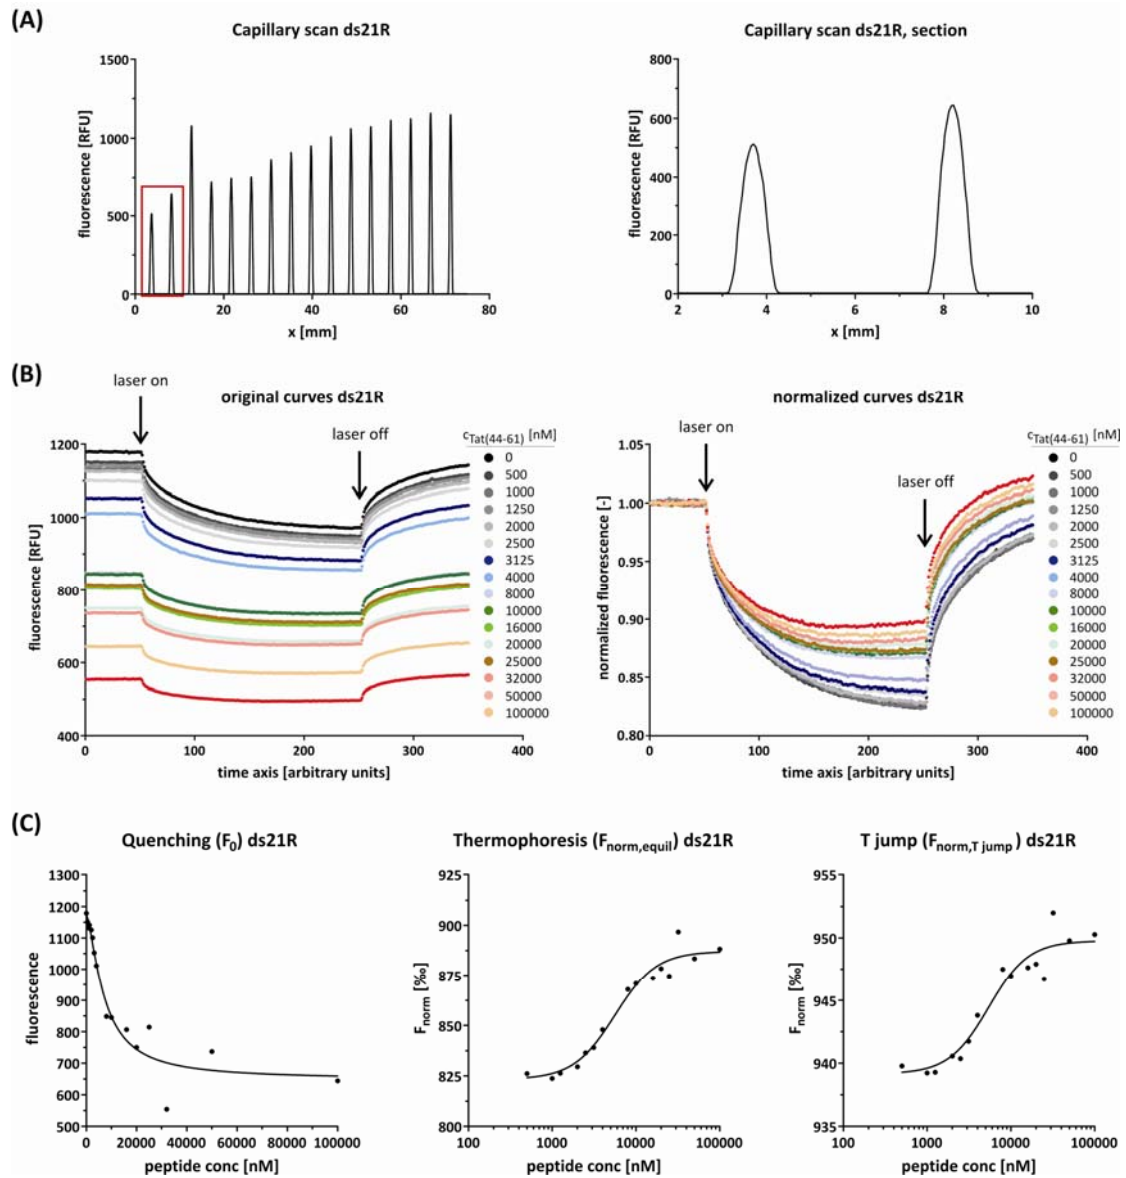 (A)
Capillary scan ds21R
Capillary scan ds21R, section
fluorescence [RFU]
1500
1000
500
0
0 20 40 60 80
x [mm]
fluorescence [RFU]
800
600
400
200
0
2 4 6 8 10
x [mm]
(B)
laser on
original curves ds21R
laser off
fluorescence [RFU]
1200
1000
800
600
400
0 100 200 300 400
time axis [arbitrary units]
cTat(44-61) [nM]
0
500
1000
1250
2000
2500
3125
4000
8000
10000
16000
20000
25000
32000
50000
100000
normalized curves ds21R
laser on
laser off
normalized fluorescence [-]
1.05
1.00
0.95
0.90
0.85
0.80
0 100 200 300 400
time axis [arbitrary units]
cTat(44-61) [nM]
0
500
1000
1250
2000
2500
3125
4000
8000
10000
16000
20000
25000
32000
50000
100000
(C)
Quenching (F0) ds21R
fluorescence
1300
1200
1100
1000
900
800
700
600
500
0 20000 40000 60000 80000 100000
peptide conc [nM]
Thermophoresis (Fnorm,equil) ds21R
Fnorm [‰]
925
900
875
850
825
800
100 1000 10000 100000
peptide conc [nM]
T jump (Fnorm,T jump ) ds21R
Fnorm [‰]
955
950
945
940
935
100 1000 10000 100000
peptide conc [nM]